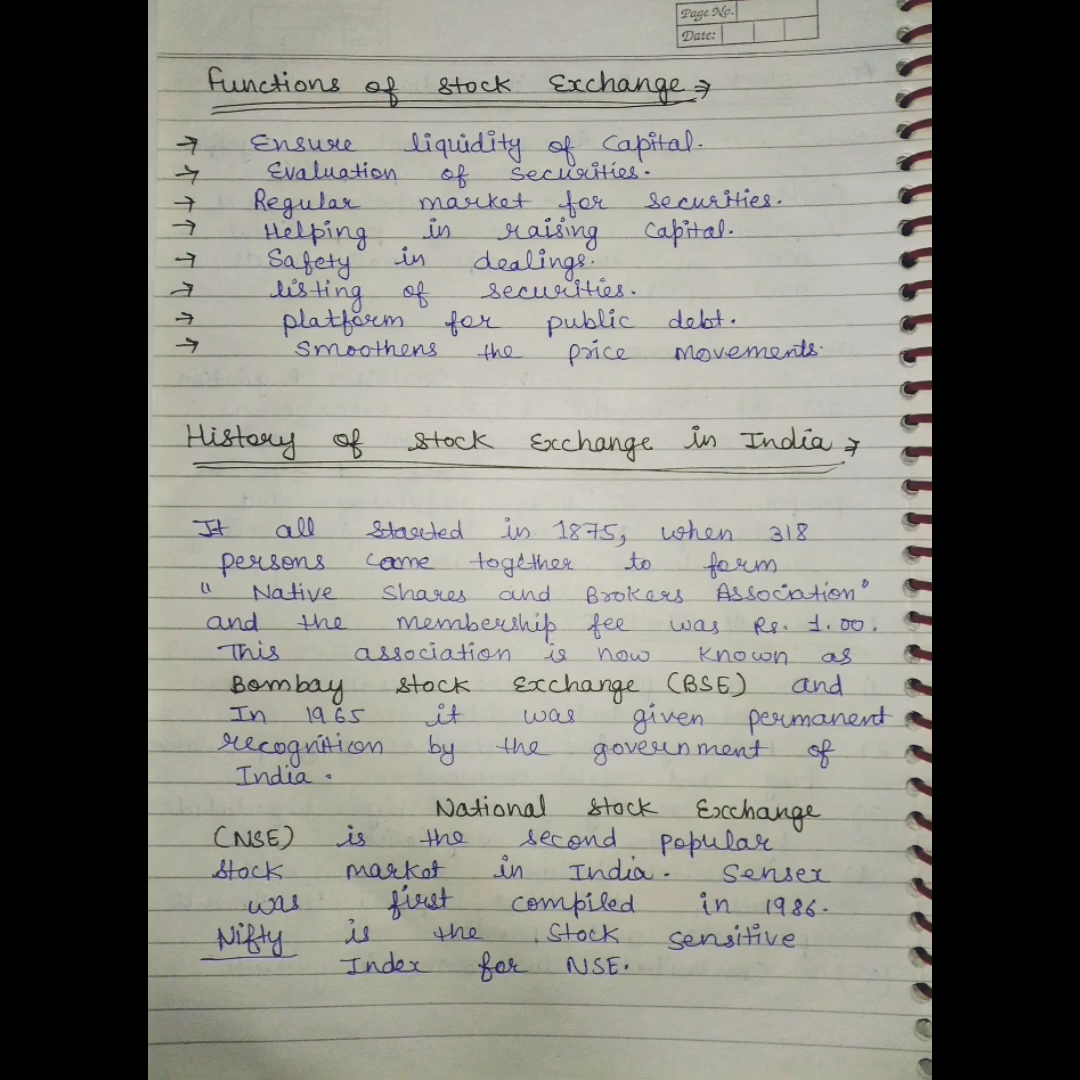 Page No.
Date:
Functions of Stock Exchange →
→ Ensure liquidity of capital.
→ Evaluation of securities.
→ Regular market for securities.
→ Helping in raising capital.
→ Safety in dealings.
→ listing of securities.
→ platform for public debt.
→ Smoothens the price movements.
History of Stock Exchange in India →
It all started in 1875, when 318
persons came together to form
" Native Shares and Brokers Association"
and the membership fee was Rs. 1.00.
This association is now known as
Bombay Stock Exchange (BSE) and
In 1965 it was given permanent
recognition by the government of
India.
National Stock Exchange
(NSE) is the second popular
stock market in India. Sensex
was first compiled in 1986.
Nifty is the Stock sensitive
Index for NSE.